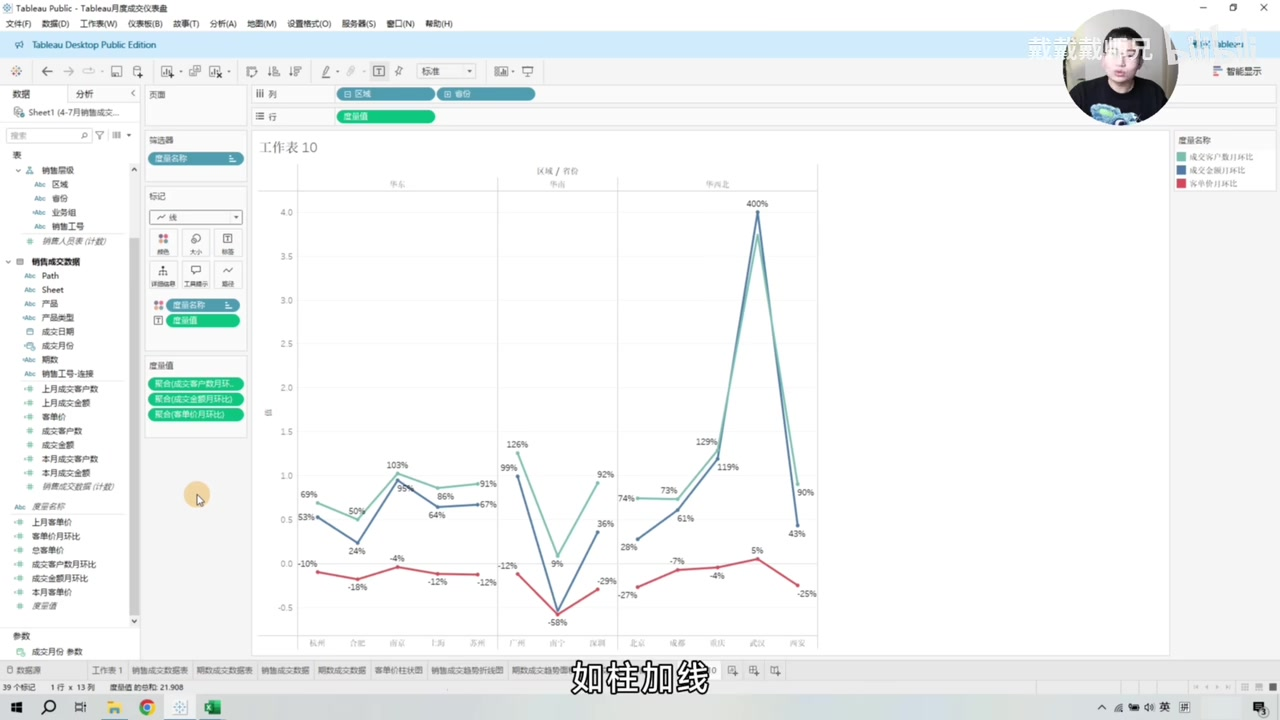 Tableau Public - Tableau月度成交仪表盘
文件(F) 数据(D) 工作表(W) 仪表板(B) 故事(T) 分析(A) 地图(M) 设置格式(O) 服务器(S) 窗口(N) 帮助(H)
Tableau Desktop Public Edition
戴戴戴师兄
标准
智能显示
数据 分析
页面
列 区域 省份
行 度量值
Sheet1 (4-7月销售成交...
搜索
表
销售层级
Abc 区域
Abc 省份
Abc 业务组
Abc 销售工号
销售人员表 (计数)
销售成交数据
Abc Path
Abc Sheet
Abc 产品
Abc 产品类型
成交日期
成交月份
Abc 期数
Abc 销售工号-连接
上月成交客户数
上月成交金额
客单价
成交客户数
成交金额
本月成交客户数
本月成交金额
销售成交数据 (计数)
Abc 度量名称
上月客单价
客单价月环比
总客单价
成交客户数月环比
成交金额月环比
本月客单价
度量值
参数
成交月份 参数
筛选器
度量名称
标记
线
颜色 大小 标签
详细信息 工具提示 路径
度量名称
度量值
度量值
聚合(成交客户数月环..
聚合(成交金额月环比)
聚合(客单价月环比)
工作表 10
区域 / 省份
华东 华南 华西北
4.0
3.5
3.0
2.5
2.0
1.5
1.0
0.5
0.0
-0.5
值
69% 50% 103% 86% 91%
53% 24% 95% 64% 67%
-10% -18% -4% -12% -12%
126% 9% 92%
99% -58% 36%
-12% -29%
74% 73% 129% 400% 90%
28% 61% 119% 43%
-27% -7% -4% 5% -25%
杭州 合肥 南京 上海 苏州 广州 南宁 深圳 北京 成都 重庆 武汉 西安
度量名称
成交客户数月环比
成交金额月环比
客单价月环比
如柱加线
数据源 工作表 1 销售成交数据表 期数成交数据表 销售成交数据 期数成交数据 客单价柱状图 销售成交趋势折线图 期数成交趋势面
39 个标记 1 行 x 13 列 度量值 的总和: 21.908
英